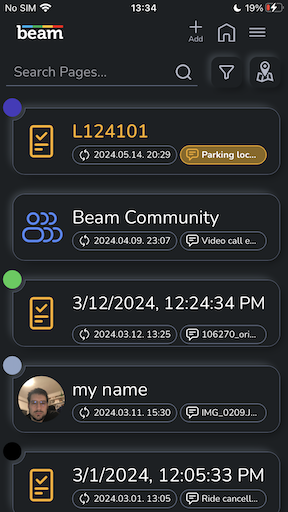 No SIM 13:34 19%
beam
Add
Search Pages...
L124101
2024.05.14. 20:29 Parking loc...
Beam Community
2024.04.09. 23:07 Video call e...
3/12/2024, 12:24:34 PM
2024.03.12. 13:25 106270_ori...
my name
2024.03.11. 15:30 IMG_0209.J...
3/1/2024, 12:05:33 PM
2024.03.01. 13:05 Ride cancell...